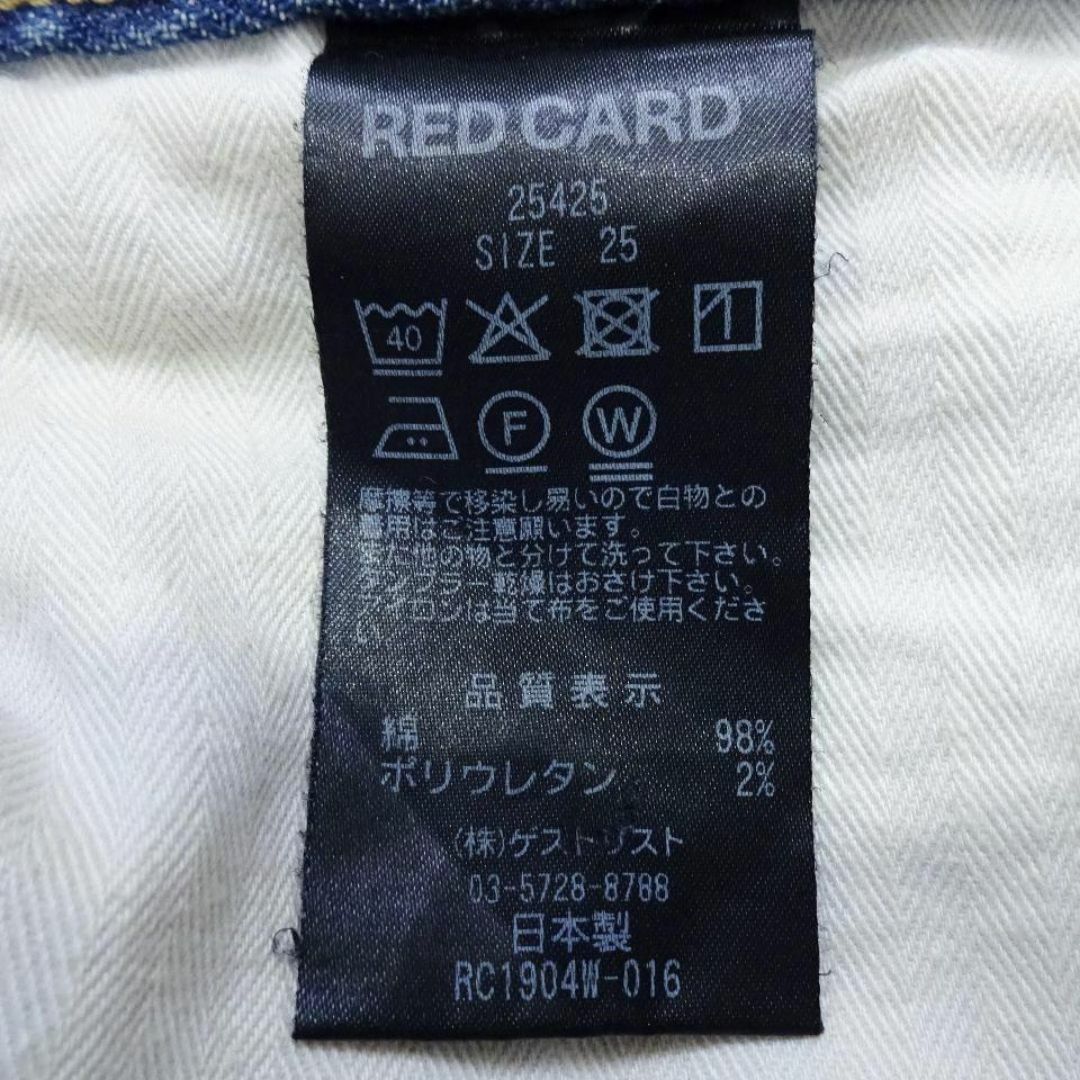 RED CARD
25425
SIZE 25
40
F
W
摩擦等で移染し易いので白物との
着用はご注意願います。
また他の物と分けて洗って下さい。
タンブラー乾燥はおさけ下さい。
アイロンは当て布をご使用くださ
い
品質表示
綿 98%
ポリウレタン 2%
(株)ゲストリスト
03-5728-8788
日本製
RC1904W-016